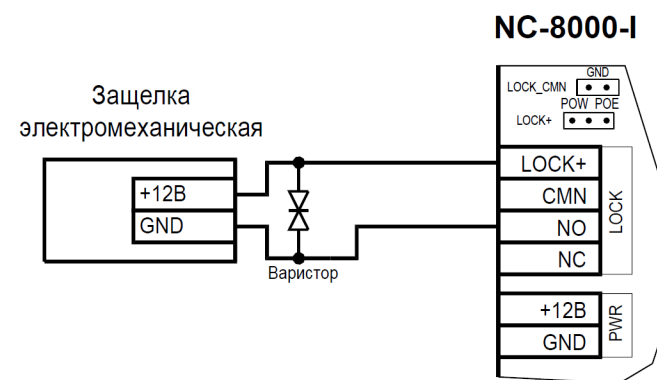 NC-8000-I
GND
LOCK_CMN
POW POE
LOCK+
Защелка
электромеханическая
LOCK+
+12В
CMN
GND
NO
NC
LOCK
Варистор
+12В
GND
PWR